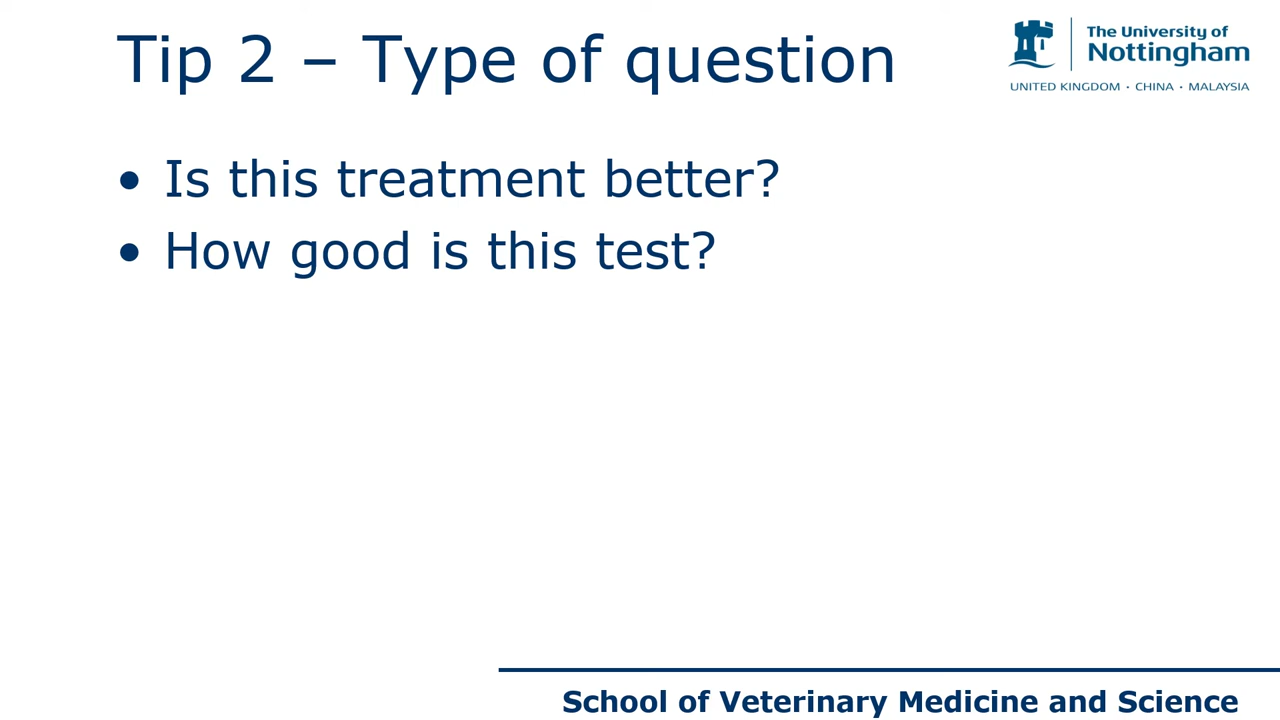 Tip 2 – Type of question
The University of
Nottingham
UNITED KINGDOM · CHINA · MALAYSIA
• Is this treatment better?
• How good is this test?
School of Veterinary Medicine and Science